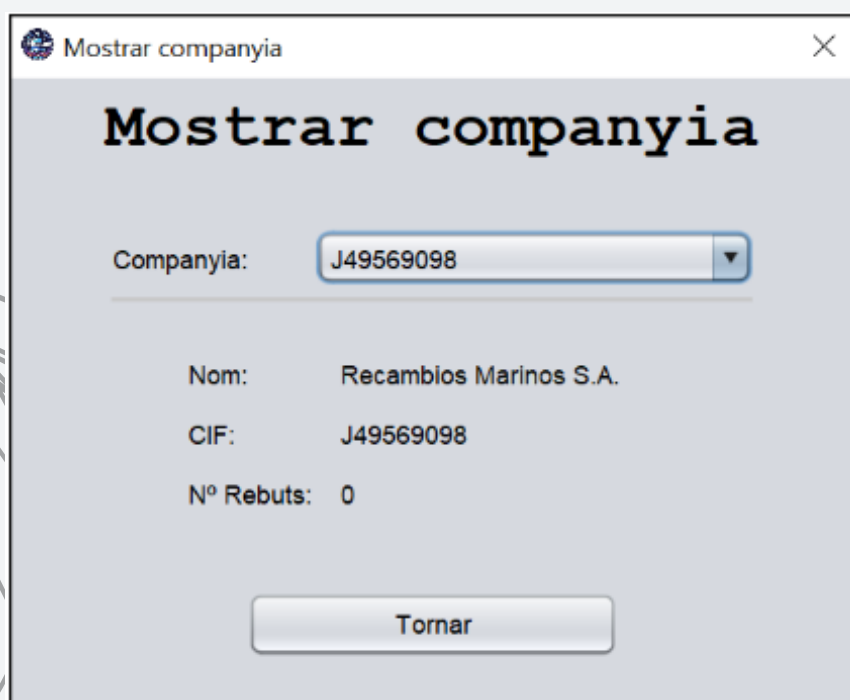 Mostrar companyia
Mostrar companyia
Companyia: J49569098
Nom: Recambios Marinos S.A.
CIF: J49569098
Nº Rebuts: 0
Tornar